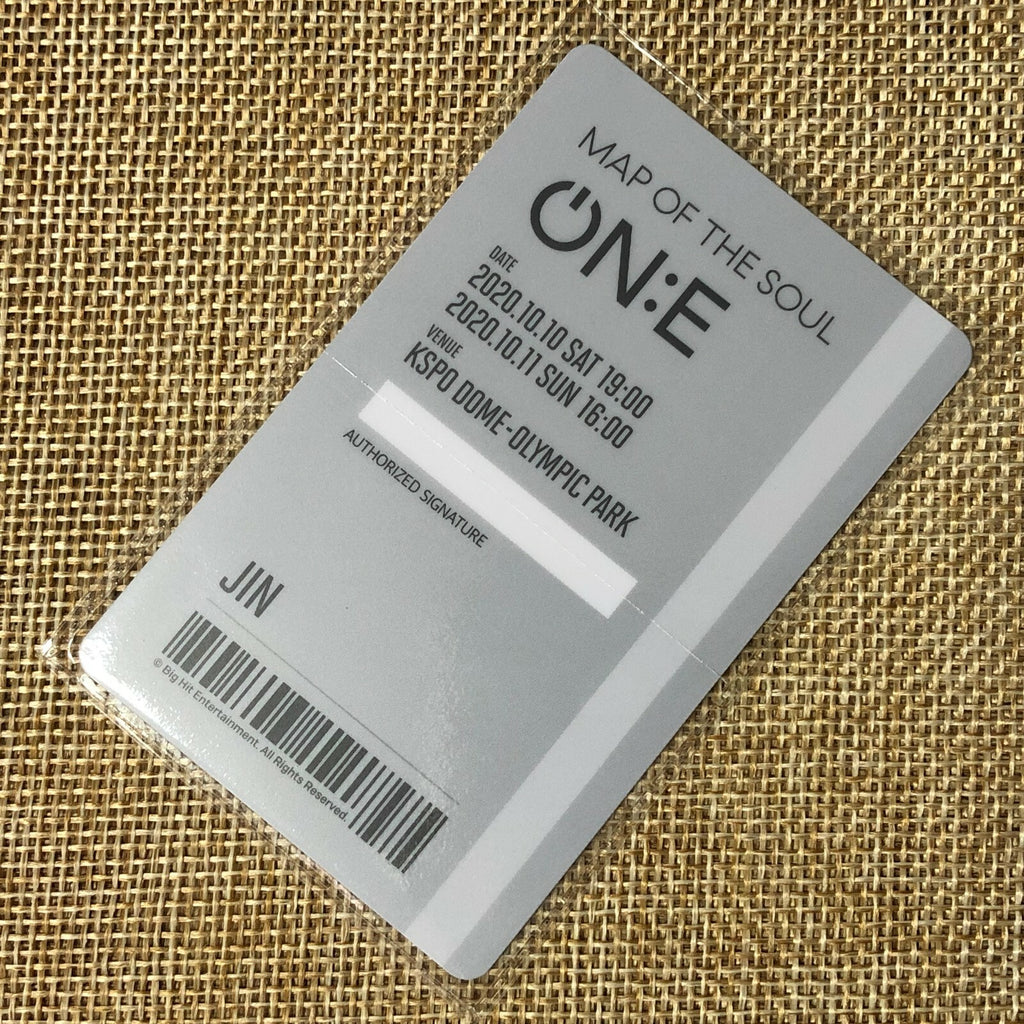 MAP OF THE SOUL
ON:E
DATE
2020.10.10 SAT 19:00
2020.10.11 SUN 16:00
VENUE
KSPO DOME-OLYMPIC PARK
AUTHORIZED SIGNATURE
JIN
© Big Hit Entertainment. All Rights Reserved.